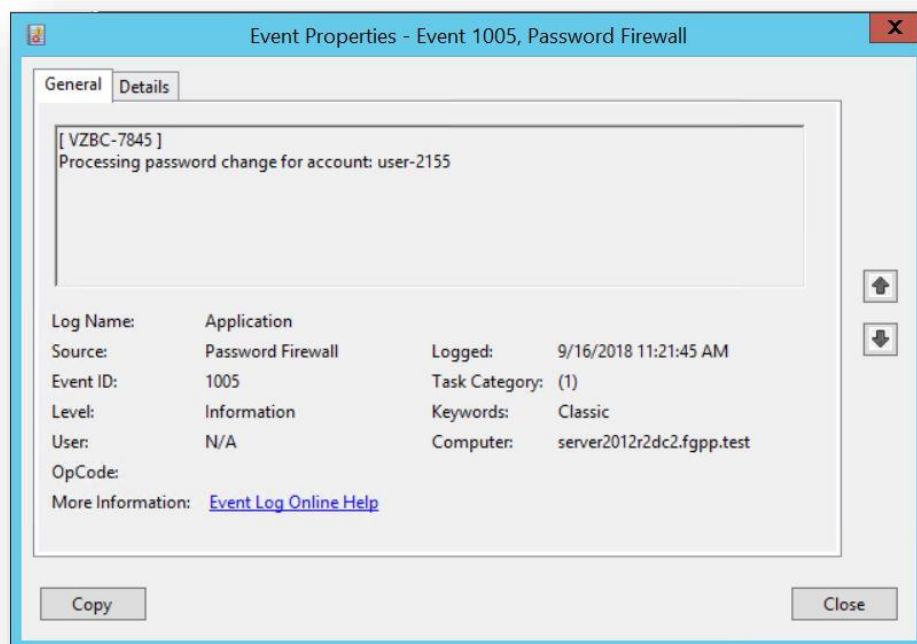 Event Properties - Event 1005, Password Firewall
X
General Details
[ VZBC-7845 ]
Processing password change for account: user-2155
Log Name: Application
Source: Password Firewall Logged: 9/16/2018 11:21:45 AM
Event ID: 1005 Task Category: (1)
Level: Information Keywords: Classic
User: N/A Computer: server2012r2dc2.fgpp.test
OpCode:
More Information: Event Log Online Help
Copy Close